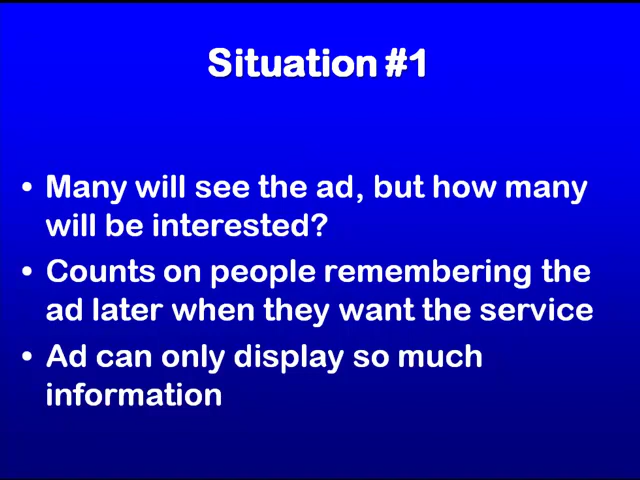 Situation #1
• Many will see the ad, but how many
will be interested?
• Counts on people remembering the
ad later when they want the service
• Ad can only display so much
information